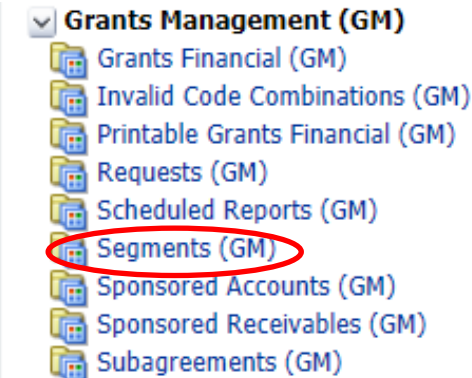 Grants Management (GM)
Grants Financial (GM)
Invalid Code Combinations (GM)
Printable Grants Financial (GM)
Requests (GM)
Scheduled Reports (GM)
Segments (GM)
Sponsored Accounts (GM)
Sponsored Receivables (GM)
Subagreements (GM)